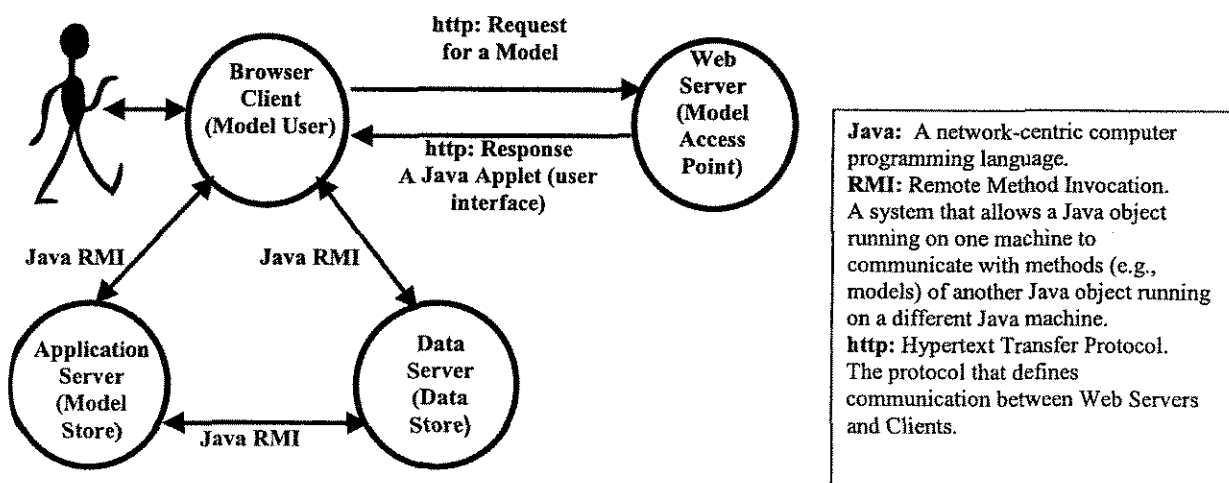 http: Request
for a Model
Browser
Client
(Model User)
Web
Server
(Model
Access
Point)
http: Response
A Java Applet (user
interface)
Java RMI
Java RMI
Application
Server
(Model
Store)
Data
Server
(Data
Store)
Java RMI
Java: A network-centric computer
programming language.
RMI: Remote Method Invocation.
A system that allows a Java object
running on one machine to
communicate with methods (e.g.,
models) of another Java object running
on a different Java machine.
http: Hypertext Transfer Protocol.
The protocol that defines
communication between Web Servers
and Clients.